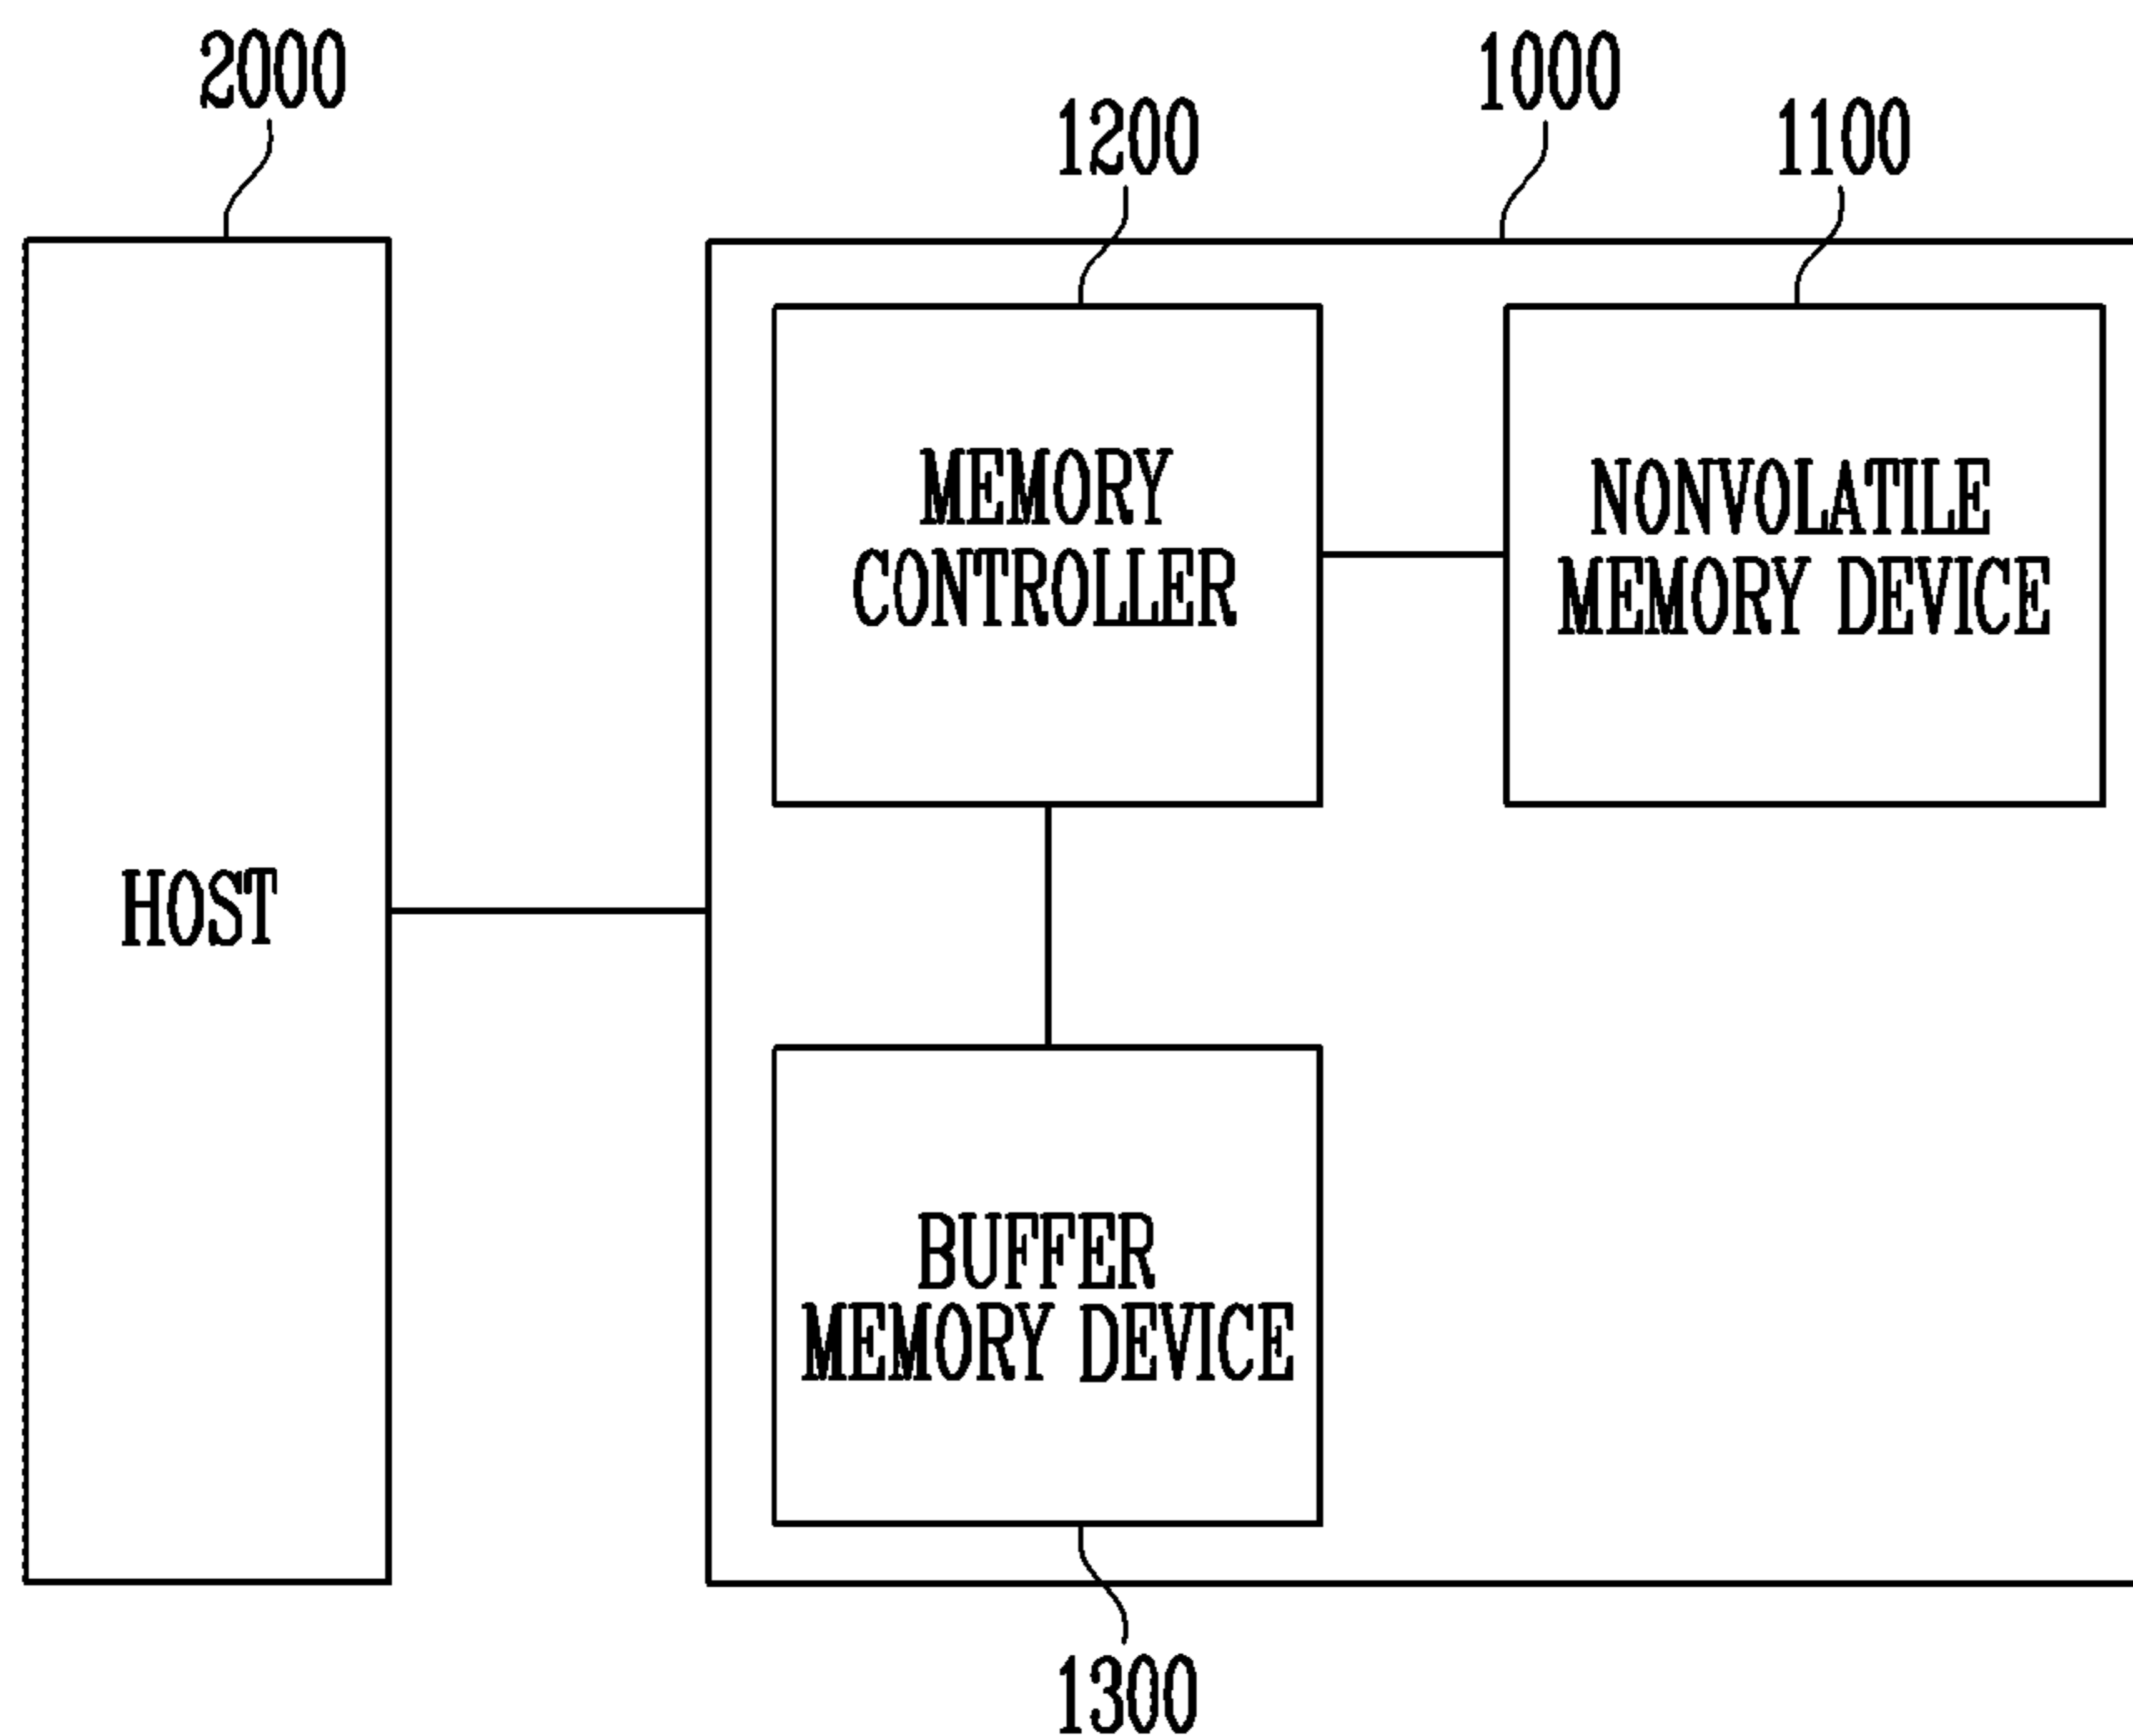 2000
1000
1200
1100
MEMORY
CONTROLLER
NONVOLATILE
MEMORY DEVICE
HOST
BUFFER
MEMORY DEVICE
1300